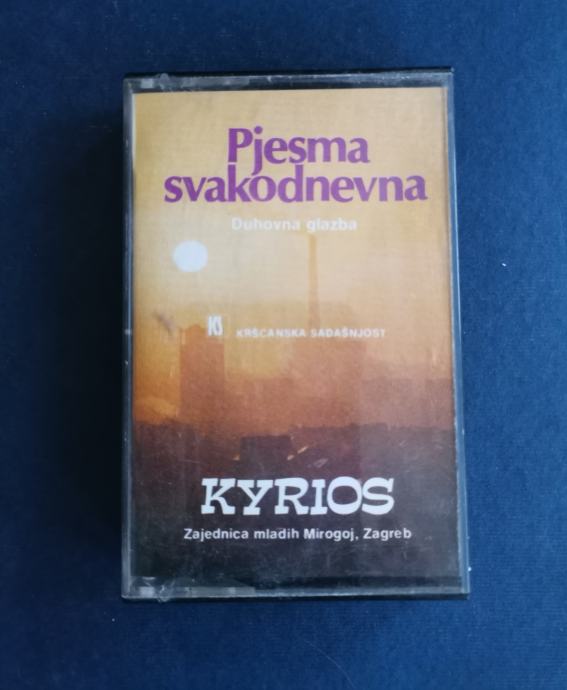 Pjesma
svakodnevna
Duhovna glazba
KS KRŠĆANSKA SADAŠNJOST
KYRIOS
Zajednica mladih Mirogoj, Zagreb